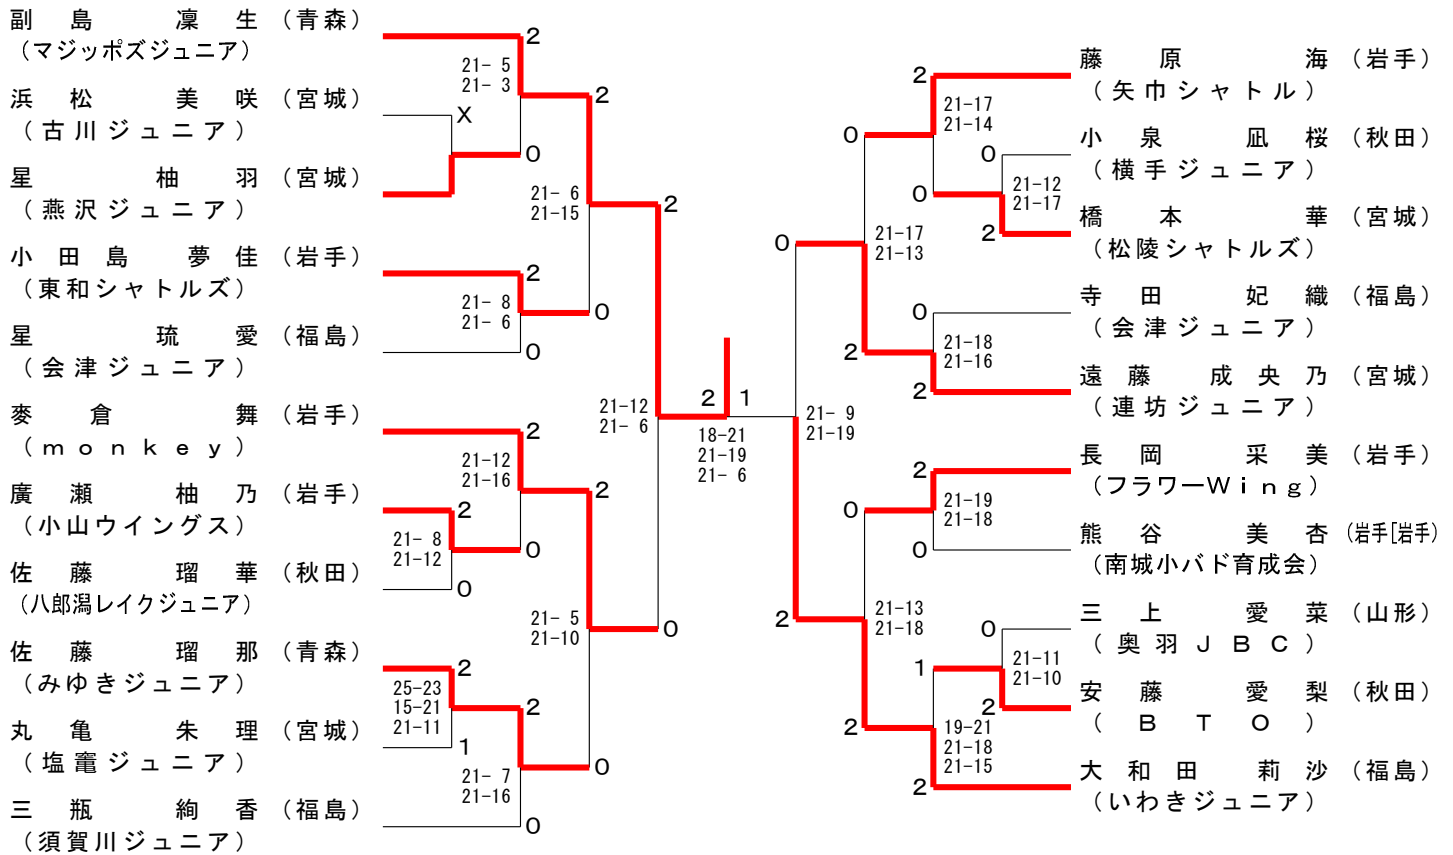 副島 凜生 （青森）
（マジッポズジュニア）
2
21- 5
21- 3
浜松 美咲 （宮城）
（古川ジュニア）
X
2
0
星 柚羽 （宮城）
（燕沢ジュニア）
21- 6
21-15
2
小田島 夢佳 （岩手）
（東和シャトルズ）
2
21- 8
21- 6
0
星 琉愛 （福島）
（会津ジュニア）
0
21-12
21- 6
麥倉 舞 （岩手）
（ｍｏｎｋｅｙ）
2
21-12
21-16
廣瀬 柚乃 （岩手）
（小山ウイングス）
2
21- 8
21-12
2
0
佐藤 瑠華 （秋田）
（八郎潟レイクジュニア）
0
21- 5
21-10
0
佐藤 瑠那 （青森）
（みゆきジュニア）
2
25-23
15-21
21-11
2
丸亀 朱理 （宮城）
（塩竈ジュニア）
1
21- 7
21-16
0
三瓶 絢香 （福島）
（須賀川ジュニア）
0
2 1
18-21
21-19
21- 6
藤原 海 （岩手）
（矢巾シャトル）
2
21-17
21-14
0
小泉 凪桜 （秋田）
（横手ジュニア）
0
21-12
21-17
0
橋本 華 （宮城）
（松陵シャトルズ）
2
0
21-17
21-13
寺田 妃織 （福島）
（会津ジュニア）
0
21-18
21-16
2
遠藤 成央乃 （宮城）
（連坊ジュニア）
2
21- 9
21-19
長岡 采美 （岩手）
（フラワーＷｉｎｇ）
2
21-19
21-18
0
熊谷 美杏 （岩手[岩手）
（南城小バド育成会）
0
21-13
21-18
2
三上 愛菜 （山形）
（奥羽ＪＢＣ）
0
21-11
21-10
1
安藤 愛梨 （秋田）
（ＢＴＯ）
2
2
19-21
21-18
21-15
大和田 莉沙 （福島）
（いわきジュニア）
2